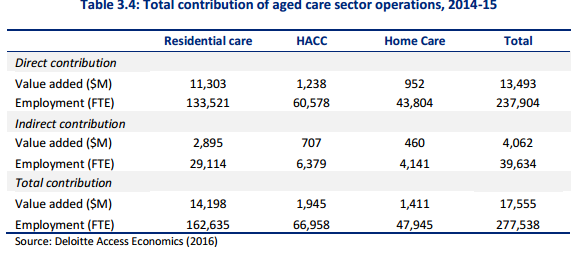 Table 3.4: Total contribution of aged care sector operations, 2014-15
Residential care HACC Home Care Total
Direct contribution
Value added ($M) 11,303 1,238 952 13,493
Employment (FTE) 133,521 60,578 43,804 237,904
Indirect contribution
Value added ($M) 2,895 707 460 4,062
Employment (FTE) 29,114 6,379 4,141 39,634
Total contribution
Value added ($M) 14,198 1,945 1,411 17,555
Employment (FTE) 162,635 66,958 47,945 277,538
Source: Deloitte Access Economics (2016)